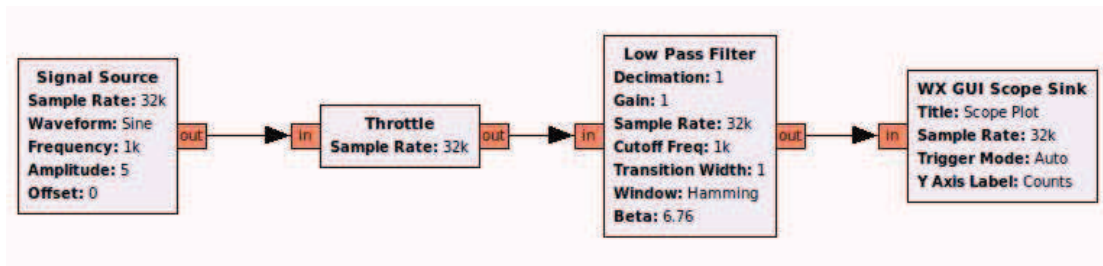 Signal Source
Sample Rate: 32k
Waveform: Sine
Frequency: 1k
Amplitude: 5
Offset: 0
out
in
Throttle
Sample Rate: 32k
out
in
Low Pass Filter
Decimation: 1
Gain: 1
Sample Rate: 32k
Cutoff Freq: 1k
Transition Width: 1
Window: Hamming
Beta: 6.76
out
in
WX GUI Scope Sink
Title: Scope Plot
Sample Rate: 32k
Trigger Mode: Auto
Y Axis Label: Counts